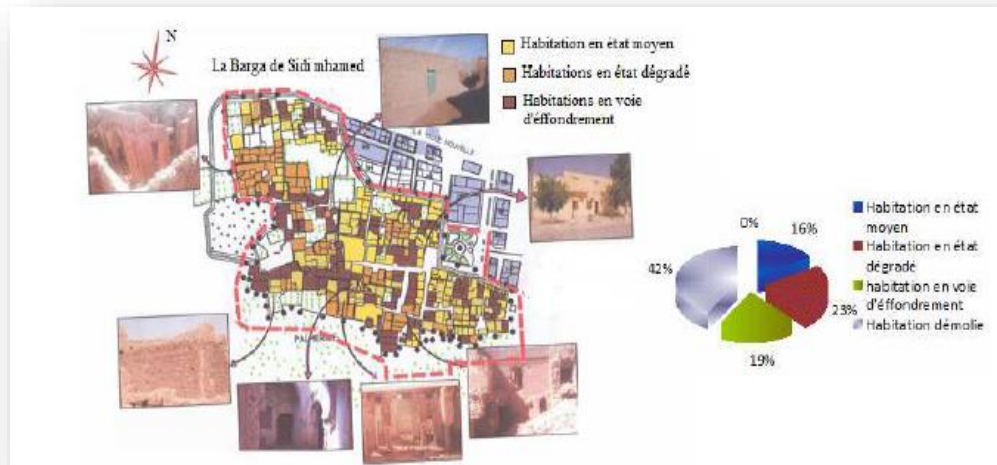 N
La Barga de Sidi mhamed
Habitation en état moyen
Habitations en état dégradé
Habitations en voie
d'éffondrement
0%
16%
42%
23%
19%
Habitation en état
moyen
Habitation en état
dégradé
habitation en voie
d'éffondrement
Habitation démolie